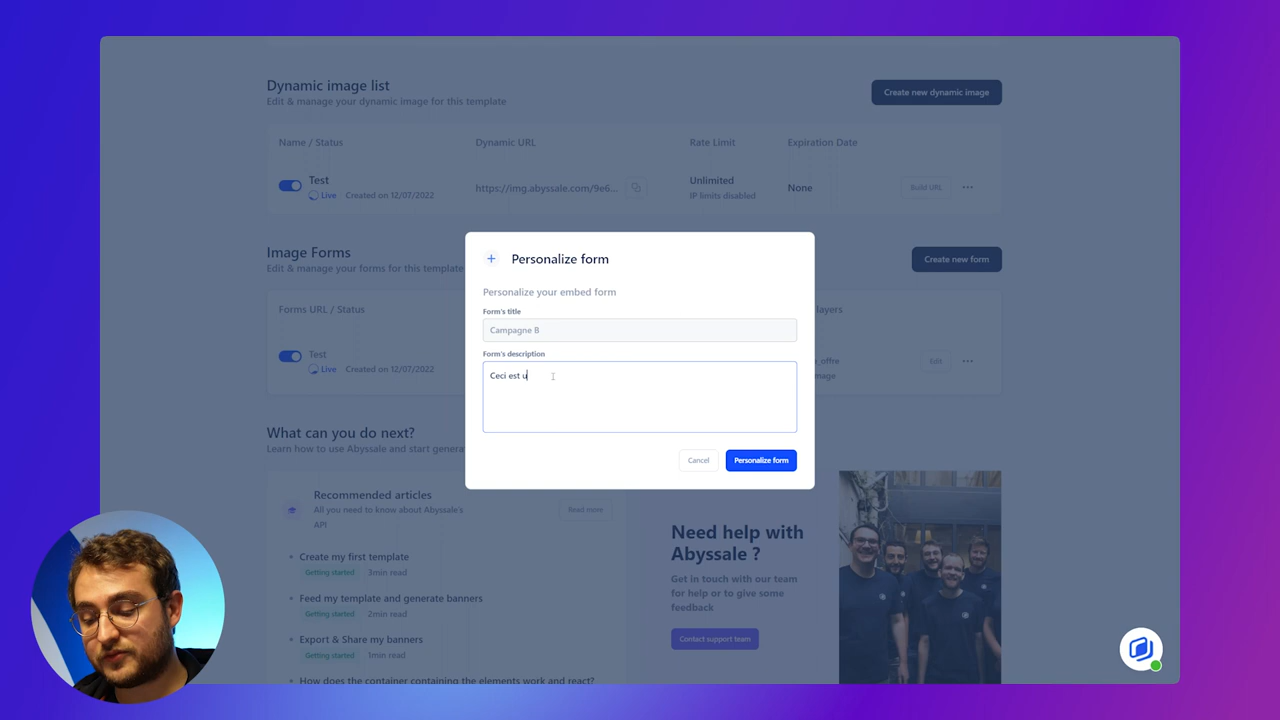 Dynamic image list
Edit & manage your dynamic image for this template
Create new dynamic image
Name / Status Dynamic URL Rate Limit Expiration Date
Test
Live Created on 12/07/2022
https://img.abyssale.com/9e6...
Unlimited
IP limits disabled
None
Build URL
Image Forms
Edit & manage your forms for this template
Create new form
Forms URL / Status
Test
Live Created on 12/07/2022
Edit
Personalize form
Personalize your embed form
Form's title
Campagne B
Form's description
Ceci est u
Cancel
Personalize form
What can you do next?
Learn how to use Abyssale and start genera
Recommended articles
All you need to know about Abyssale's
API
Read more
Create my first template
Getting started 3min read
Feed my template and generate banners
Getting started 2min read
Export & Share my banners
Getting started 1min read
How does the container containing the elements work and react?
Need help with
Abyssale ?
Get in touch with our team
for help or to give some
feedback
Contact support team